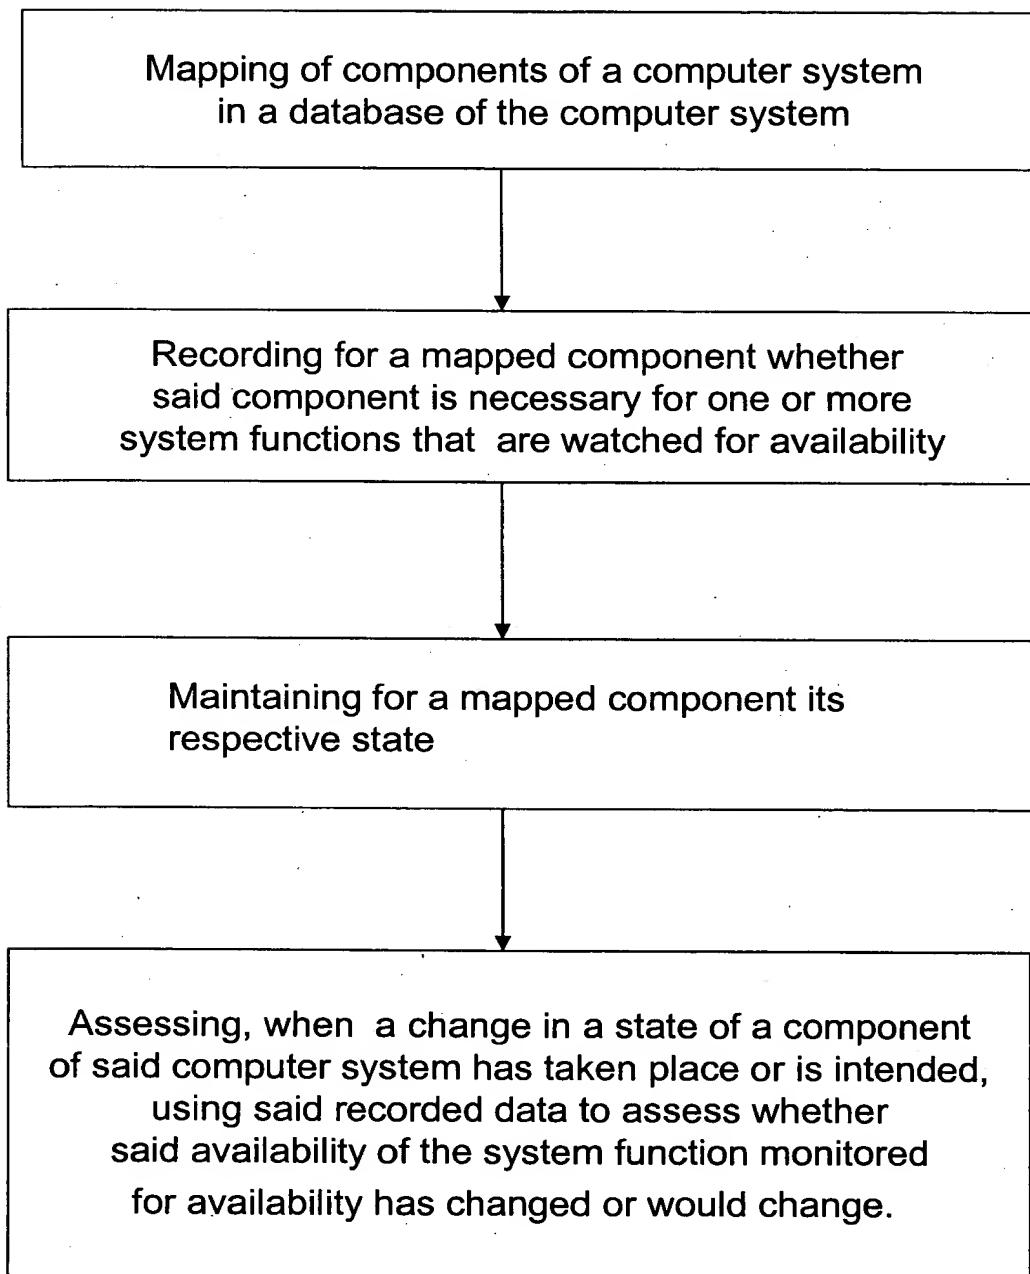 Mapping of components of a computer system
in a database of the computer system
Recording for a mapped component whether
said component is necessary for one or more
system functions that are watched for availability
Maintaining for a mapped component its
respective state
Assessing, when a change in a state of a component
of said computer system has taken place or is intended,
using said recorded data to assess whether
said availability of the system function monitored
for availability has changed or would change.